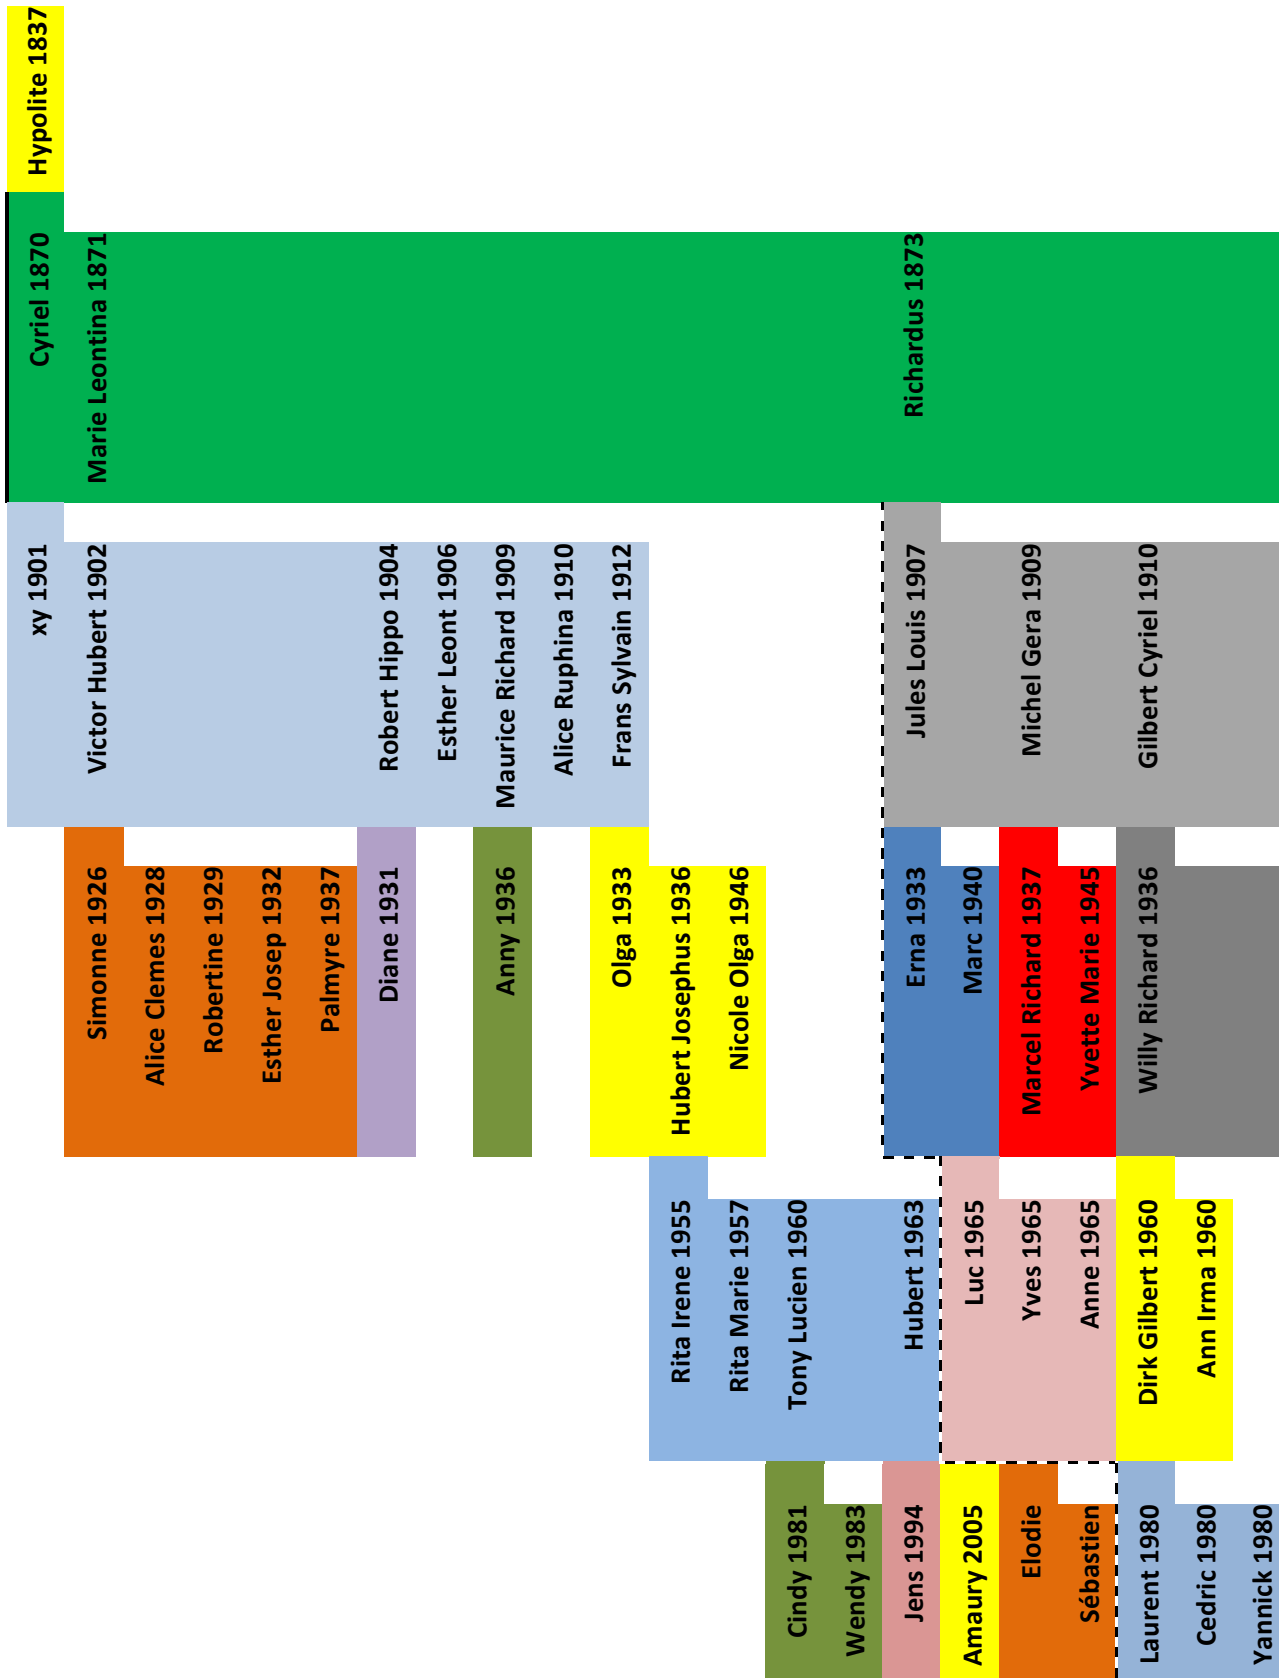 Hypolite 1837
Cyriel 1870
Marie Leontina 1871
Richardus 1873
xy 1901
Victor Hubert 1902
Robert Hippo 1904
Esther Leont 1906
Maurice Richard 1909
Alice Ruphina 1910
Frans Sylvain 1912
Jules Louis 1907
Michel Gera 1909
Gilbert Cyriel 1910
Simonne 1926
Alice Clemes 1928
Robertine 1929
Esther Josep 1932
Palmyre 1937
Diane 1931
Anny 1936
Olga 1933
Hubert Josephus 1936
Nicole Olga 1946
Erna 1933
Marc 1940
Marcel Richard 1937
Yvette Marie 1945
Willy Richard 1936
Rita Irene 1955
Rita Marie 1957
Tony Lucien 1960
Hubert 1963
Luc 1965
Yves 1965
Anne 1965
Dirk Gilbert 1960
Ann Irma 1960
Cindy 1981
Wendy 1983
Jens 1994
Amaury 2005
Elodie
Sébastien
Laurent 1980
Cedric 1980
Yannick 1980